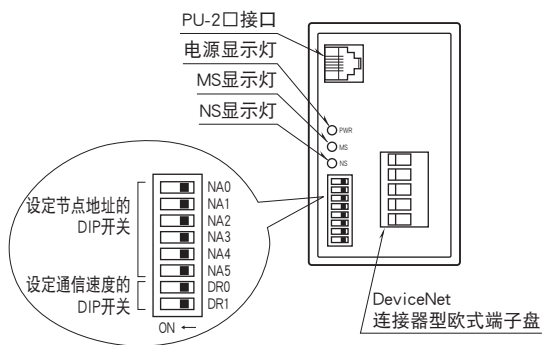 PU-2□接口
电源显示灯
MS显示灯
NS显示灯
PWR
MS
NS
设定节点地址的
DIP开关
NA0
NA1
NA2
NA3
NA4
NA5
设定通信速度的
DIP开关
DR0
DR1
ON ←
DeviceNet
连接器型欧式端子盘